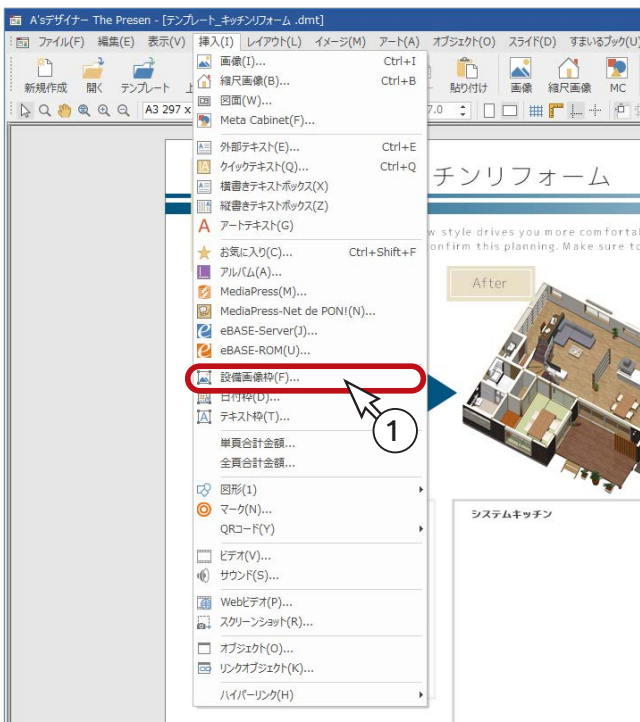 A'sデザイナー The Presen - [テンプレート_キッチンリフォーム .dmt]
ファイル(F) 編集(E) 表示(V) 挿入(I) レイアウト(L) イメージ(M) アート(A) オブジェクト(O) スライド(D) すまいるブック(U)
新規作成 開く テンプレート 貼り付け 画像 縮尺画像 MC
A3 297 x 7.0
画像(I)... Ctrl+I
縮尺画像(B)... Ctrl+B
図面(W)...
Meta Cabinet(F)...
外部テキスト(E)... Ctrl+E
クイックテキスト(Q)... Ctrl+Q
横書きテキストボックス(X)
縦書きテキストボックス(Z)
アートテキスト(G)
お気に入り(C)... Ctrl+Shift+F
アルバム(A)...
MediaPress(M)...
MediaPress-Net de PON!(N)...
eBASE-Server(J)...
eBASE-ROM(U)...
設備画像枠(F)...
日付枠(D)...
テキスト枠(T)...
単頁合計金額...
全頁合計金額...
図形(1)
マーク(N)...
QRコード(Y)
ビデオ(V)...
サウンド(S)...
Webビデオ(P)...
スクリーンショット(R)...
オブジェクト(O)...
リンクオブジェクト(K)...
ハイパーリンク(H)
1
チンリフォーム
w style drives you more comfortal
onfirm this planning. Make sure to
After
システムキッチン